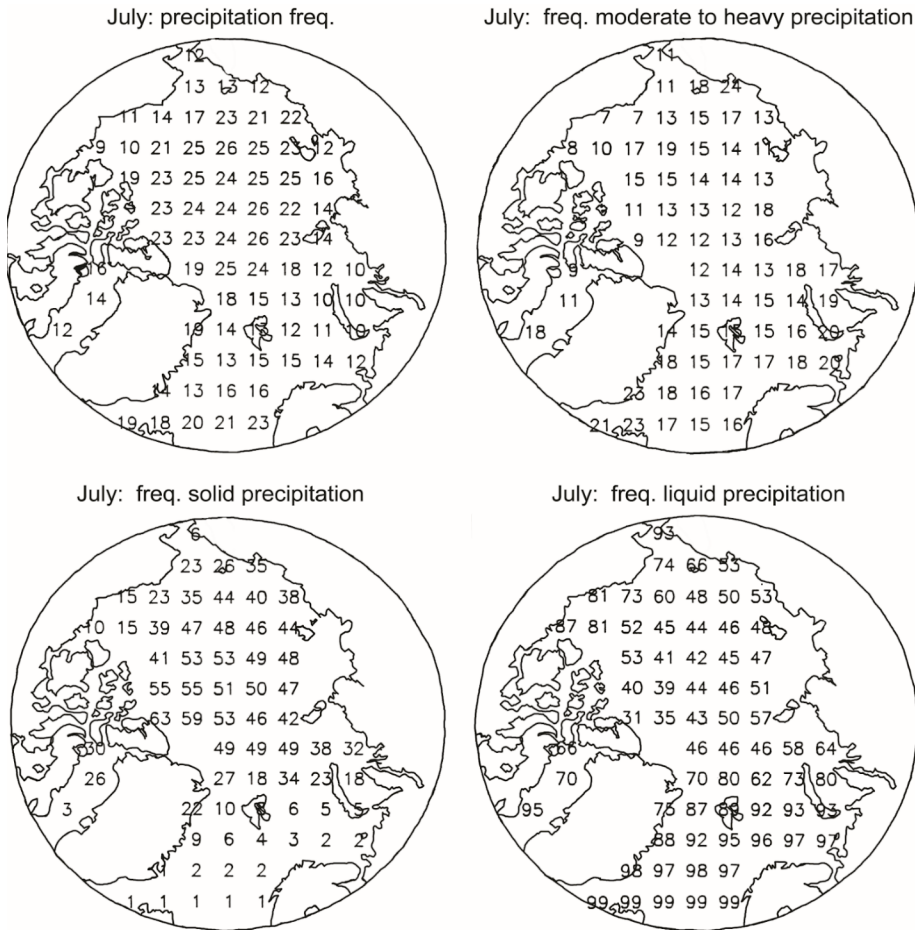 July: precipitation freq.
12
13 13 12
11 14 17 23 21 22
9 10 21 25 26 25 23 12
19 23 25 24 25 25 16
23 24 24 26 22 14
23 23 24 26 23 14
16 19 25 24 18 12 10
14 18 15 13 10 10
12 19 14 12 11 10
15 13 15 15 14 12
14 13 16 16
19 18 20 21 23
July: freq. moderate to heavy precipitation
11
11 18 24
7 7 13 15 17 13
8 10 17 19 15 14 11
15 15 14 14 13
11 13 13 12 18
9 12 12 13 16
9 12 14 13 18 17
11 13 14 15 14 19
18 14 15 15 16 20
18 15 17 17 18 20
23 18 16 17
21 23 17 15 16
July: freq. solid precipitation
6
23 26 35
15 23 35 44 40 38
10 15 39 47 48 46 44
41 53 53 49 48
55 55 51 50 47
63 59 53 46 42
30 49 49 49 38 32
26 27 18 34 23 18
3 22 10 6 5 5
9 6 4 3 2 2
1 2 2 2
1 1 1 1 1
July: freq. liquid precipitation
93
74 66 53
81 73 60 48 50 53
87 81 52 45 44 46 48
53 41 42 45 47
40 39 44 46 51
31 35 43 50 57
66 46 46 46 58 64
70 70 80 62 73 80
95 75 87 89 92 93 93
88 92 95 96 97 97
98 97 98 97
99 99 99 99 99